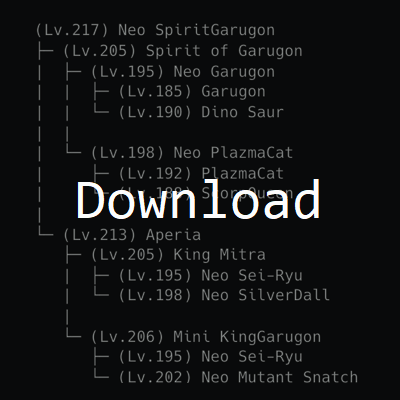 (Lv.217) Neo SpiritGarugon
├─ (Lv.205) Spirit of Garugon
|  ├─ (Lv.195) Neo Garugon
|  |  ├─ (Lv.185) Garugon
|  |  └─ (Lv.190) Dino Saur
|  |
|  └─ (Lv.198) Neo PlazmaCat
|     ├─ (Lv.192) PlazmaCat
|     └─ (Lv.188) ScorpQueen
Download
|
└─ (Lv.213) Aperia
   ├─ (Lv.205) King Mitra
   |  ├─ (Lv.195) Neo Sei-Ryu
   |  └─ (Lv.198) Neo SilverDall
   |
   └─ (Lv.206) Mini KingGarugon
      ├─ (Lv.195) Neo Sei-Ryu
      └─ (Lv.202) Neo Mutant Snatch